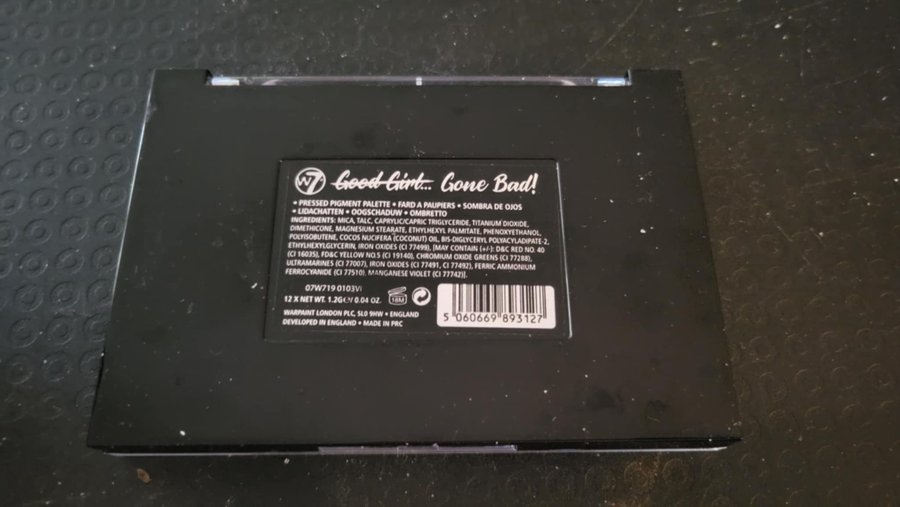 W7 Good Girl... Gone Bad!
• PRESSED PIGMENT PALETTE • FARD A PAUPIERS • SOMBRA DE OJOS
• LIDACHATTEN • OOGSCHADUW • OMBRETTO
INGREDIENTS: MICA, TALC, CAPRYLIC/CAPRIC TRIGLYCERIDE, TITANIUM DIOXIDE,
DIMETHICONE, MAGNESIUM STEARATE, ETHYLHEXYL PALMITATE, PHENOXYETHANOL,
POLYISOBUTENE, COCOS NUCIFERA (COCONUT) OIL, BIS-DIGLYCERYL POLYACYLADIPATE-2,
ETHYLHEXYLGLYCERIN, IRON OXIDES (CI 77499), [MAY CONTAIN (+/-): D&C RED NO. 40
(CI 16035), FD&C YELLOW NO.5 (CI 19140), CHROMIUM OXIDE GREENS (CI 77288),
ULTRAMARINES (CI 77007), IRON OXIDES (CI 77491, CI 77492), FERRIC AMMONIUM
FERROCYANIDE (CI 77510), MANGANESE VIOLET (CI 77742)].
07W719 0103VI
12 X NET WT. 1.2G℮/ 0.04 OZ. 18M
WARPAINT LONDON PLC, SL0 9HW • ENGLAND
DEVELOPED IN ENGLAND • MADE IN PRC
5 060669 893127